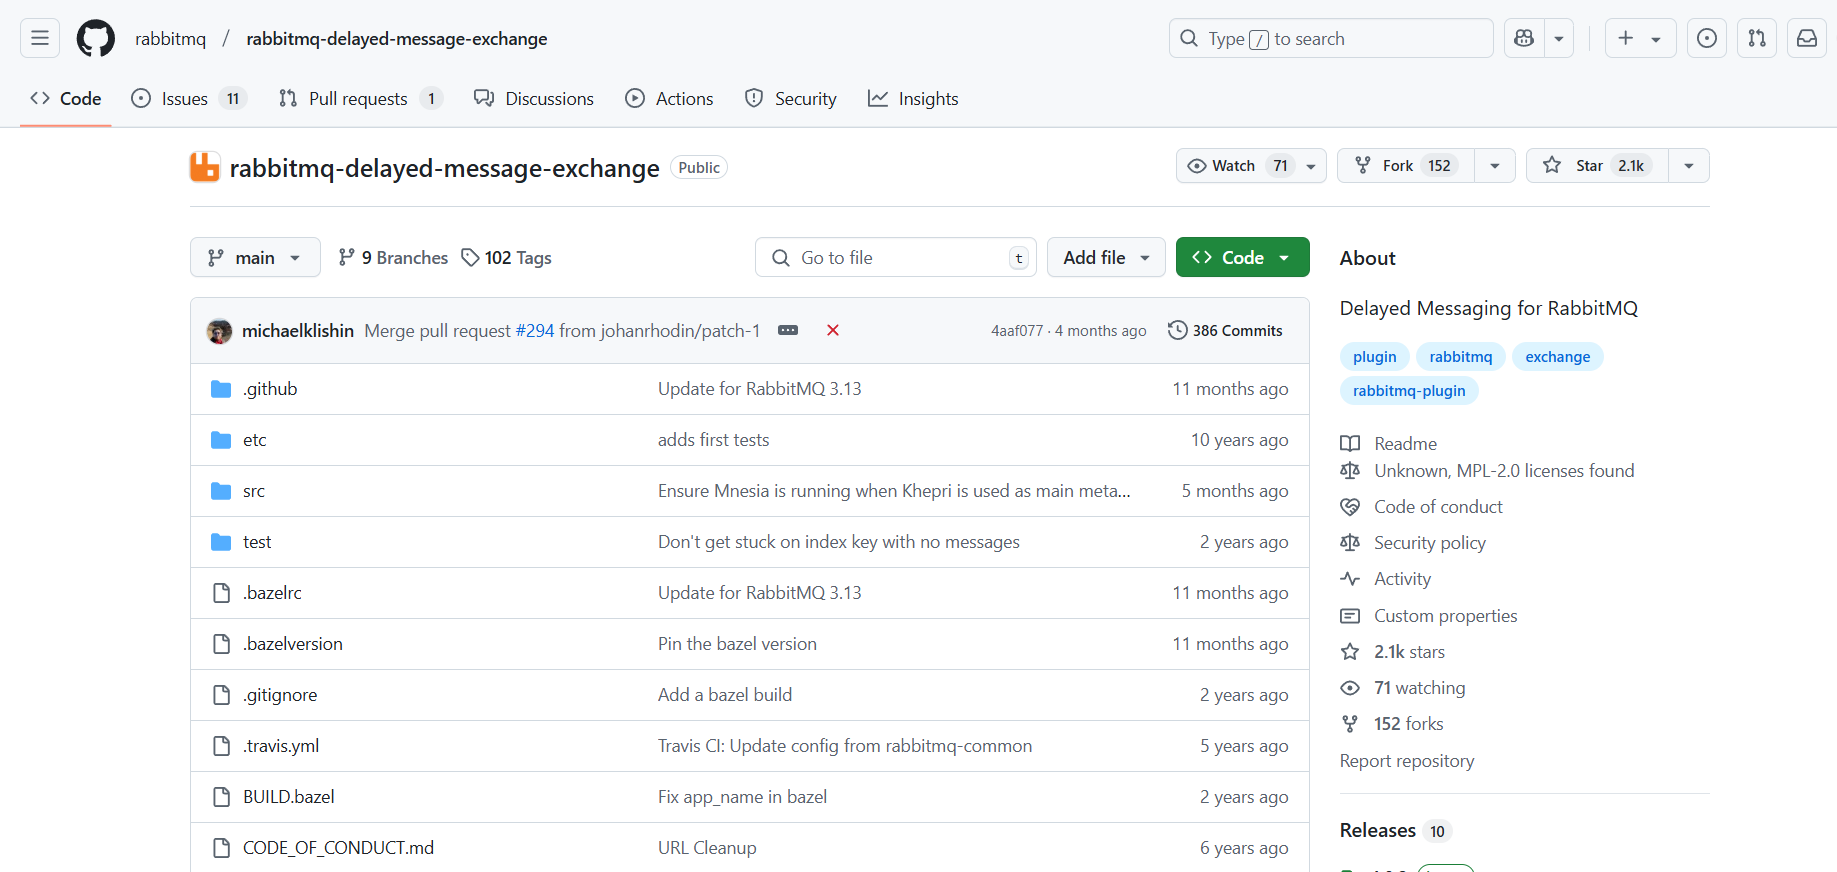 rabbitmq / rabbitmq-delayed-message-exchange
Type / to search
Code
Issues 11
Pull requests 1
Discussions
Actions
Security
Insights
rabbitmq-delayed-message-exchange Public
Watch 71
Fork 152
Star 2.1k
main
9 Branches
102 Tags
Go to file t
Add file
Code
michaelklishin Merge pull request #294 from johanrhodin/patch-1 4aaf077 · 4 months ago 386 Commits
.github Update for RabbitMQ 3.13 11 months ago
etc adds first tests 10 years ago
src Ensure Mnesia is running when Khepri is used as main meta... 5 months ago
test Don't get stuck on index key with no messages 2 years ago
.bazelrc Update for RabbitMQ 3.13 11 months ago
.bazelversion Pin the bazel version 11 months ago
.gitignore Add a bazel build 2 years ago
.travis.yml Travis CI: Update config from rabbitmq-common 5 years ago
BUILD.bazel Fix app_name in bazel 2 years ago
CODE_OF_CONDUCT.md URL Cleanup 6 years ago
About
Delayed Messaging for RabbitMQ
plugin rabbitmq exchange
rabbitmq-plugin
Readme
Unknown, MPL-2.0 licenses found
Code of conduct
Security policy
Activity
Custom properties
2.1k stars
71 watching
152 forks
Report repository
Releases 10